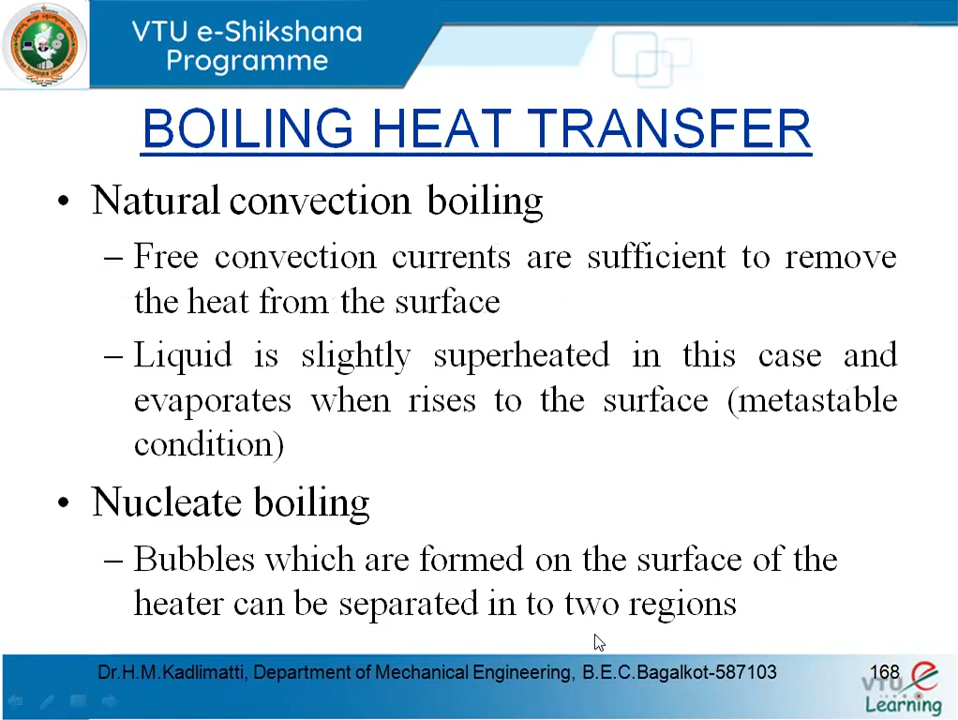 VTU e-Shikshana
Programme
BOILING HEAT TRANSFER
• Natural convection boiling
– Free convection currents are sufficient to remove
the heat from the surface
– Liquid is slightly superheated in this case and
evaporates when rises to the surface (metastable
condition)
• Nucleate boiling
– Bubbles which are formed on the surface of the
heater can be separated in to two regions
Dr.H.M.Kadlimatti, Department of Mechanical Engineering, B.E.C.Bagalkot-587103
168
VTU e
Learning